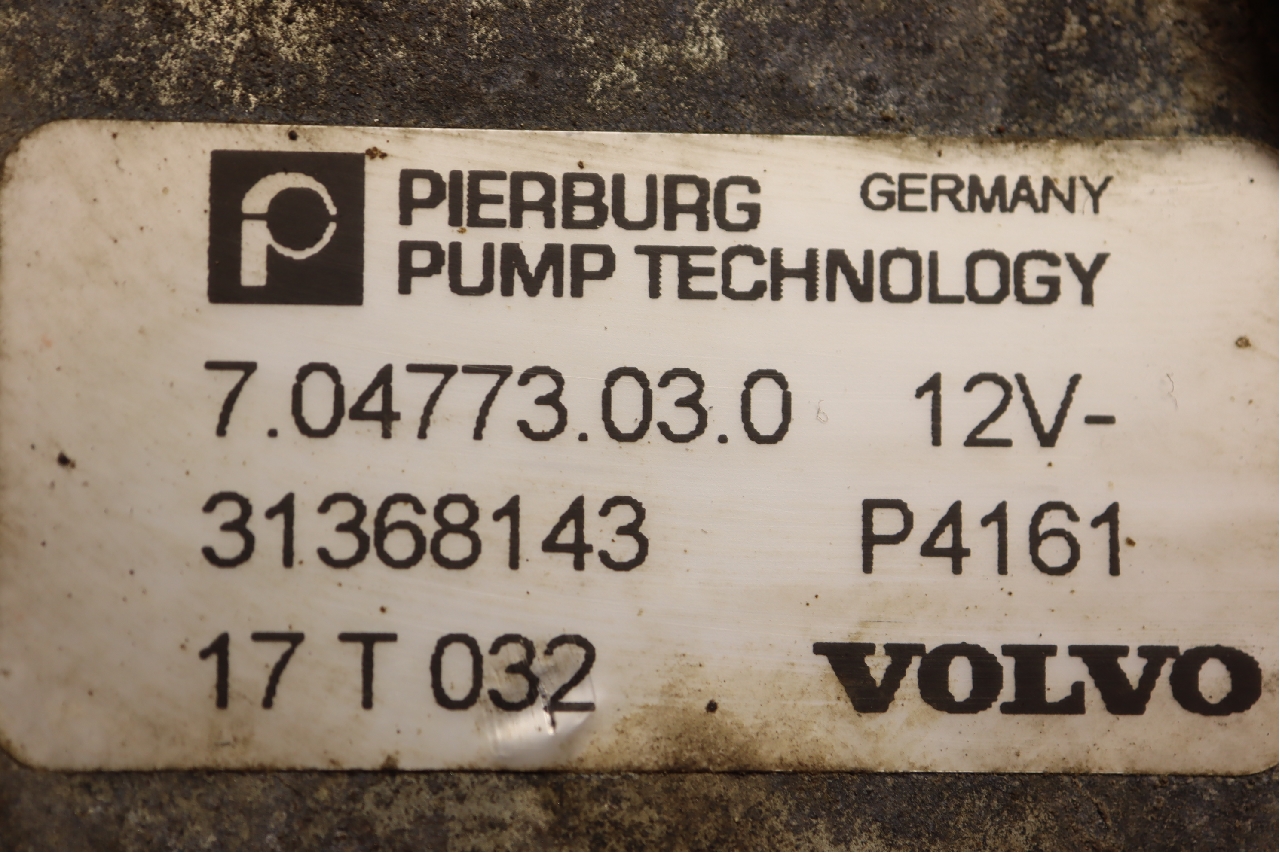 PIERBURG GERMANY
PUMP TECHNOLOGY
7.04773.03.0 12V-
31368143 P4161
17 T 032 VOLVO